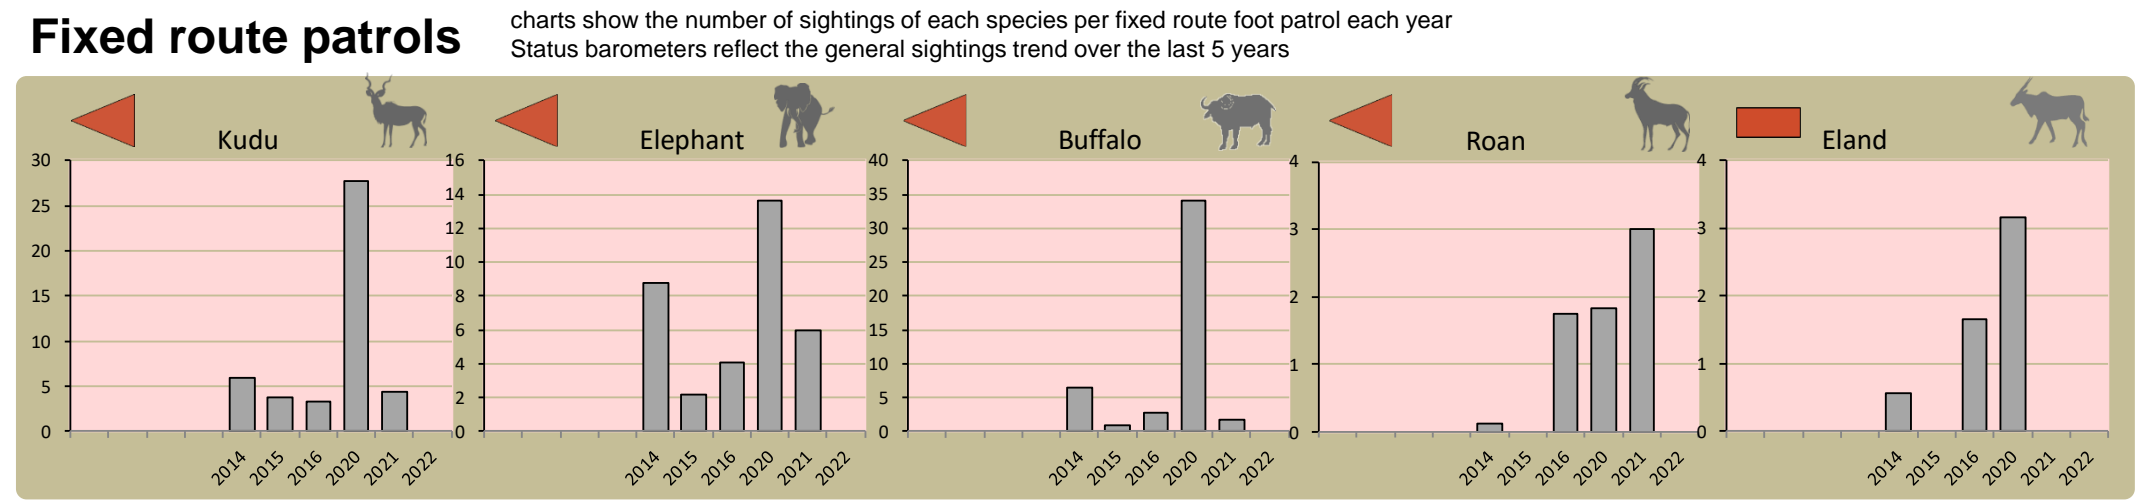 Fixed route patrols
charts show the number of sightings of each species per fixed route foot patrol each year
Status barometers reflect the general sightings trend over the last 5 years
Kudu
30
25
20
15
10
5
0
2014 2015 2016 2020 2021 2022
Elephant
16
14
12
10
8
6
4
2
0
2014 2015 2016 2020 2021 2022
Buffalo
40
35
30
25
20
15
10
5
0
2014 2015 2016 2020 2021 2022
Roan
4
3
2
1
0
2014 2015 2016 2020 2021 2022
Eland
4
3
2
1
0
2014 2015 2016 2020 2021 2022